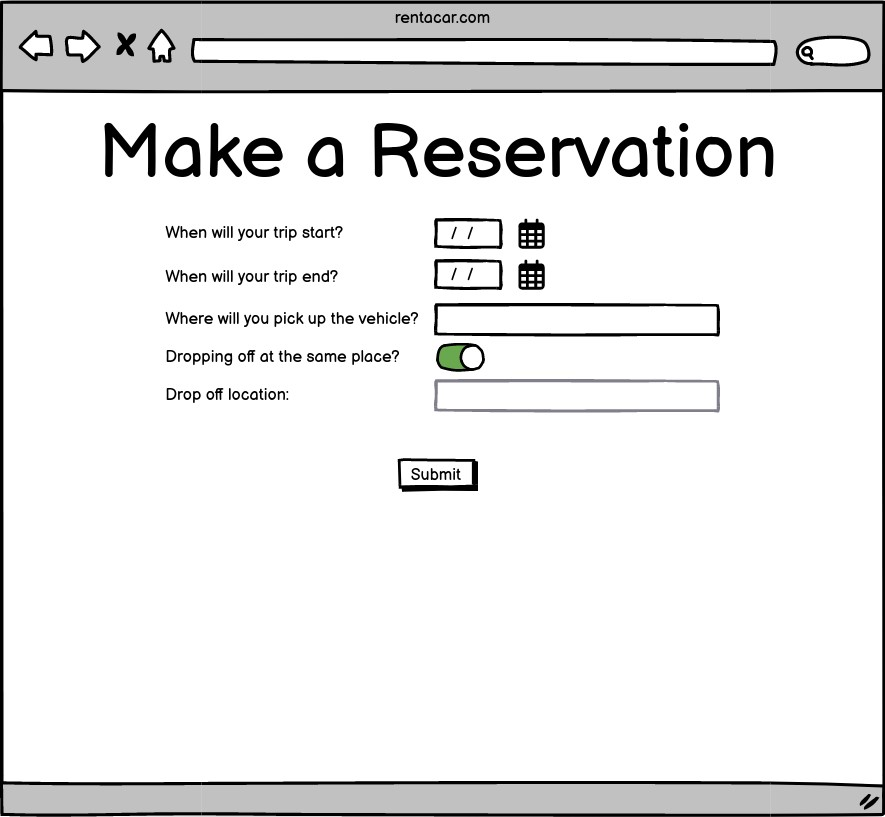 rentacar.com
Make a Reservation
When will your trip start? / /
When will your trip end? / /
Where will you pick up the vehicle?
Dropping off at the same place?
Drop off location:
Submit